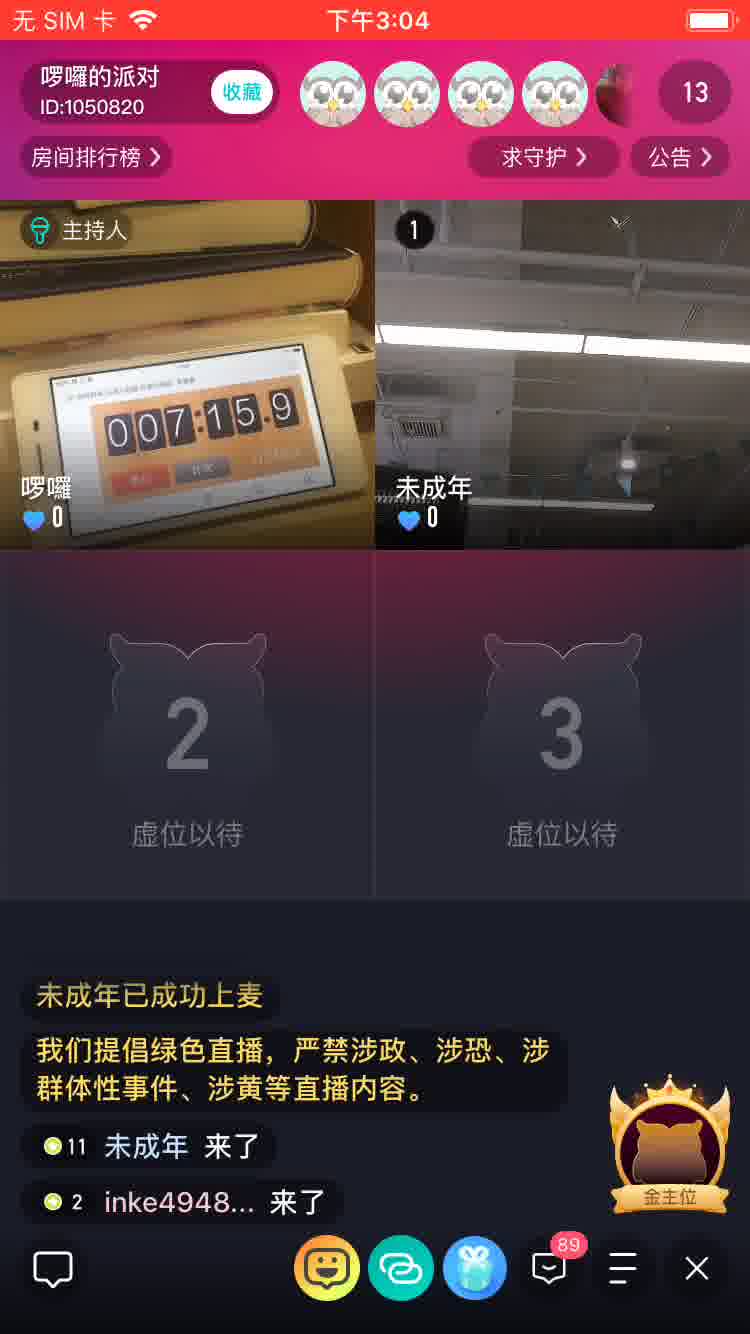 无 SIM 卡
下午3:04
啰囉的派对
ID:1050820
收藏
13
房间排行榜
求守护
公告
主持人
1
007:15.9
啰囉
0
未成年
0
2
虚位以待
3
虚位以待
未成年已成功上麦
我们提倡绿色直播，严禁涉政、涉恐、涉
群体性事件、涉黄等直播内容。
11 未成年 来了
2 inke4948... 来了
金主位
89